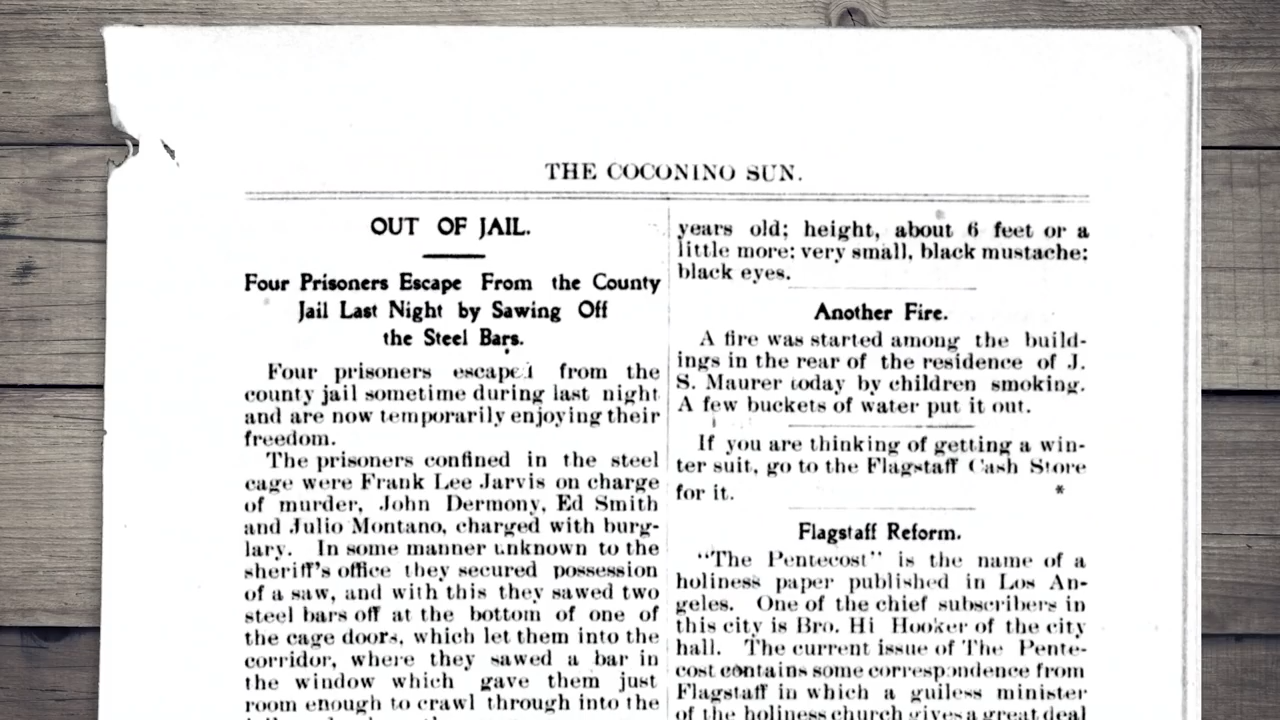 THE COCONINO SUN.
OUT OF JAIL.
Four Prisoners Escape From the County
Jail Last Night by Sawing Off
the Steel Bars.
Four prisoners escaped from the
county jail sometime during last night
and are now temporarily enjoying their
freedom.
The prisoners confined in the steel
cage were Frank Lee Jarvis on charge
of murder, John Dermony, Ed Smith
and Julio Montano, charged with burg-
lary. In some manner unknown to the
sheriff's office they secured possession
of a saw, and with this they sawed two
steel bars off at the bottom of one of
the cage doors, which let them into the
corridor, where they sawed a bar in
the window which gave them just
room enough to crawl through into the
years old; height, about 6 feet or a
little more; very small, black mustache;
black eyes.
Another Fire.
A fire was started among the build-
ings in the rear of the residence of J.
S. Maurer today by children smoking.
A few buckets of water put it out.
If you are thinking of getting a win-
ter suit, go to the Flagstaff Cash Store
for it. *
Flagstaff Reform.
"The Pentecost" is the name of a
holiness paper published in Los An-
geles. One of the chief subscribers in
this city is Bro. Hi Hooker of the city
hall. The current issue of The Pente-
cost contains some correspondence from
Flagstaff in which a guiless minister
of the holiness church gives a great deal